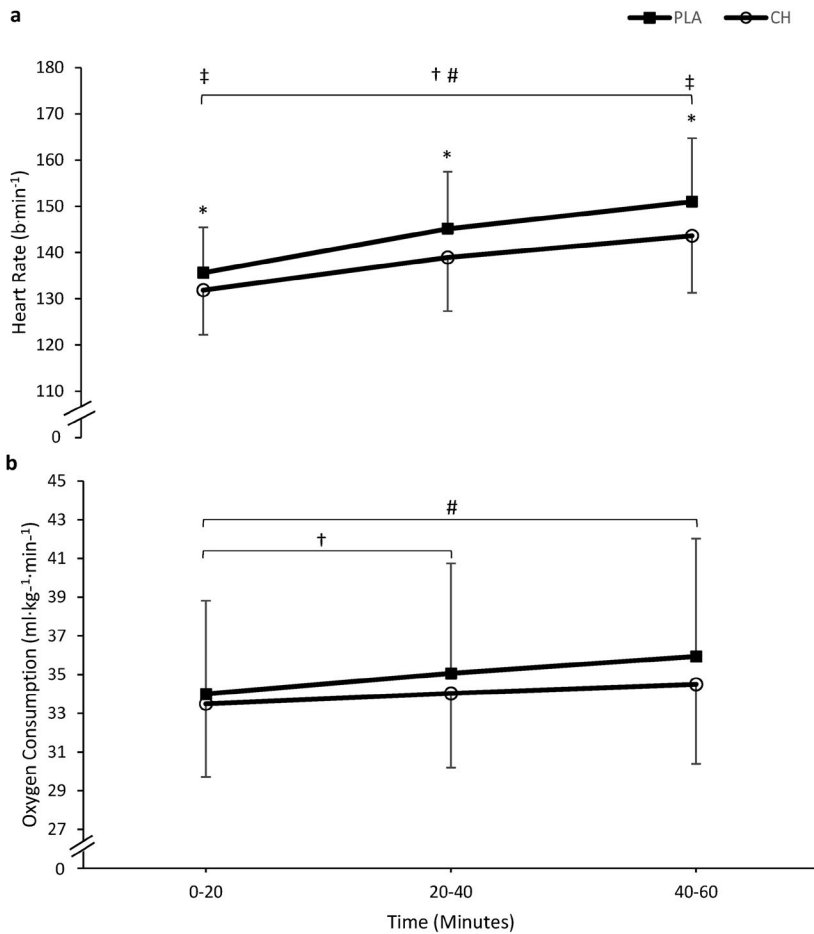 a
PLA CH
Heart Rate (b·min⁻¹)
180
170
160
150
140
130
120
110
0
‡ † # ‡
* * *
b
Oxygen Consumption (ml·kg-¹·min-¹)
45
43
41
39
37
35
33
31
29
27
0
#
†
0-20 20-40 40-60
Time (Minutes)